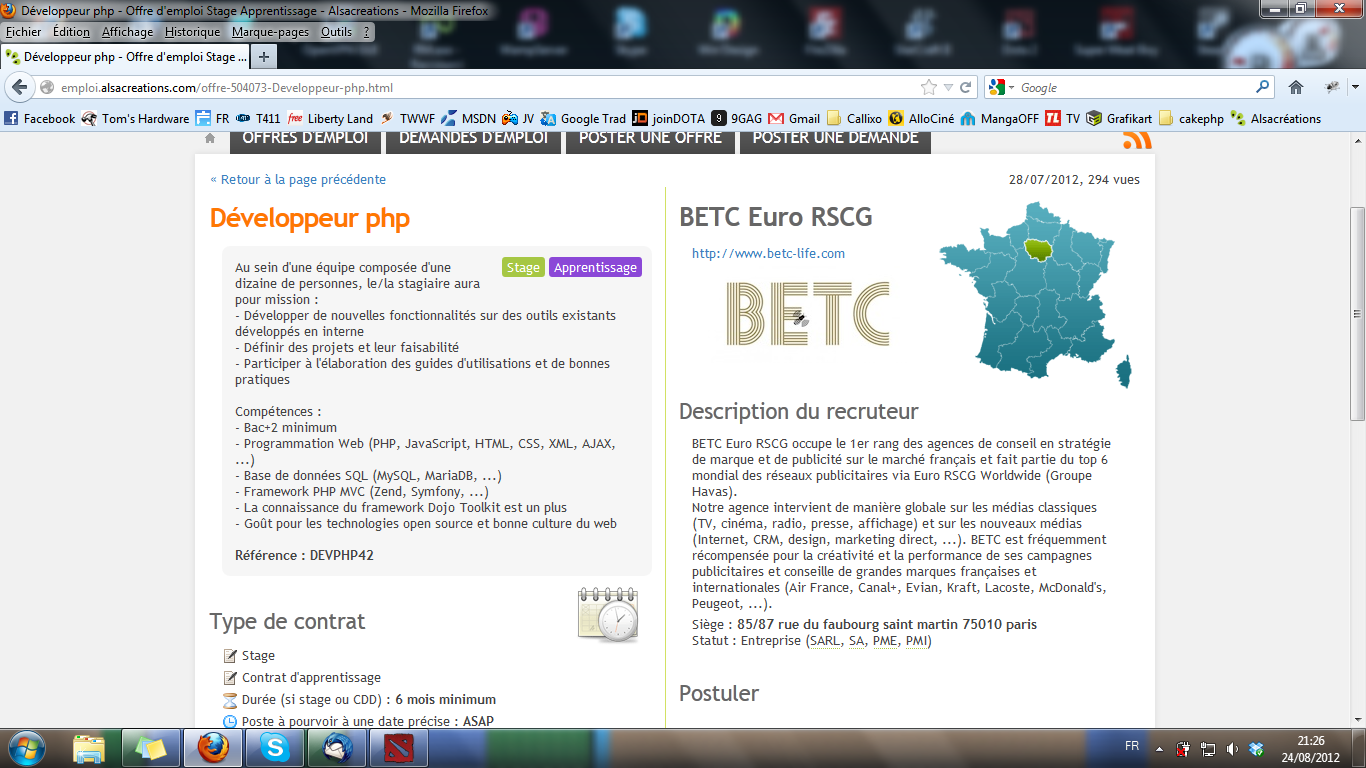 Développeur php - Offre d'emploi Stage Apprentissage - Alsacreations - Mozilla Firefox
Fichier Édition Affichage Historique Marque-pages Outils ?
Développeur php - Offre d'emploi Stage ...
emploi.alsacreations.com/offre-504073-Developpeur-php.html
Google
Facebook Tom's Hardware FR T411 Liberty Land TWWF MSDN JV Google Trad joinDOTA 9GAG Gmail Callixo AlloCiné MangaOFF TV Grafikart cakephp Alsacréations
OFFRES D'EMPLOI DEMANDES D'EMPLOI POSTER UNE OFFRE POSTER UNE DEMANDE
« Retour à la page précédente
28/07/2012, 294 vues
Développeur php
Stage Apprentissage
Au sein d'une équipe composée d'une
dizaine de personnes, le/la stagiaire aura
pour mission :
- Développer de nouvelles fonctionnalités sur des outils existants
développés en interne
- Définir des projets et leur faisabilité
- Participer à l'élaboration des guides d'utilisations et de bonnes
pratiques
Compétences :
- Bac+2 minimum
- Programmation Web (PHP, JavaScript, HTML, CSS, XML, AJAX,
...)
- Base de données SQL (MySQL, MariaDB, ...)
- Framework PHP MVC (Zend, Symfony, ...)
- La connaissance du framework Dojo Toolkit est un plus
- Goût pour les technologies open source et bonne culture du web
Référence : DEVPHP42
Type de contrat
Stage
Contrat d'apprentissage
Durée (si stage ou CDD) : 6 mois minimum
Poste à pourvoir à une date précise : ASAP
BETC Euro RSCG
http://www.betc-life.com
BETC
Description du recruteur
BETC Euro RSCG occupe le 1er rang des agences de conseil en stratégie
de marque et de publicité sur le marché français et fait partie du top 6
mondial des réseaux publicitaires via Euro RSCG Worldwide (Groupe
Havas).
Notre agence intervient de manière globale sur les médias classiques
(TV, cinéma, radio, presse, affichage) et sur les nouveaux médias
(Internet, CRM, design, marketing direct, ...). BETC est fréquemment
récompensée pour la créativité et la performance de ses campagnes
publicitaires et conseille de grandes marques françaises et
internationales (Air France, Canal+, Evian, Kraft, Lacoste, McDonald's,
Peugeot, ...).
Siège : 85/87 rue du faubourg saint martin 75010 paris
Statut : Entreprise (SARL, SA, PME, PMI)
Postuler
FR
21:26
24/08/2012